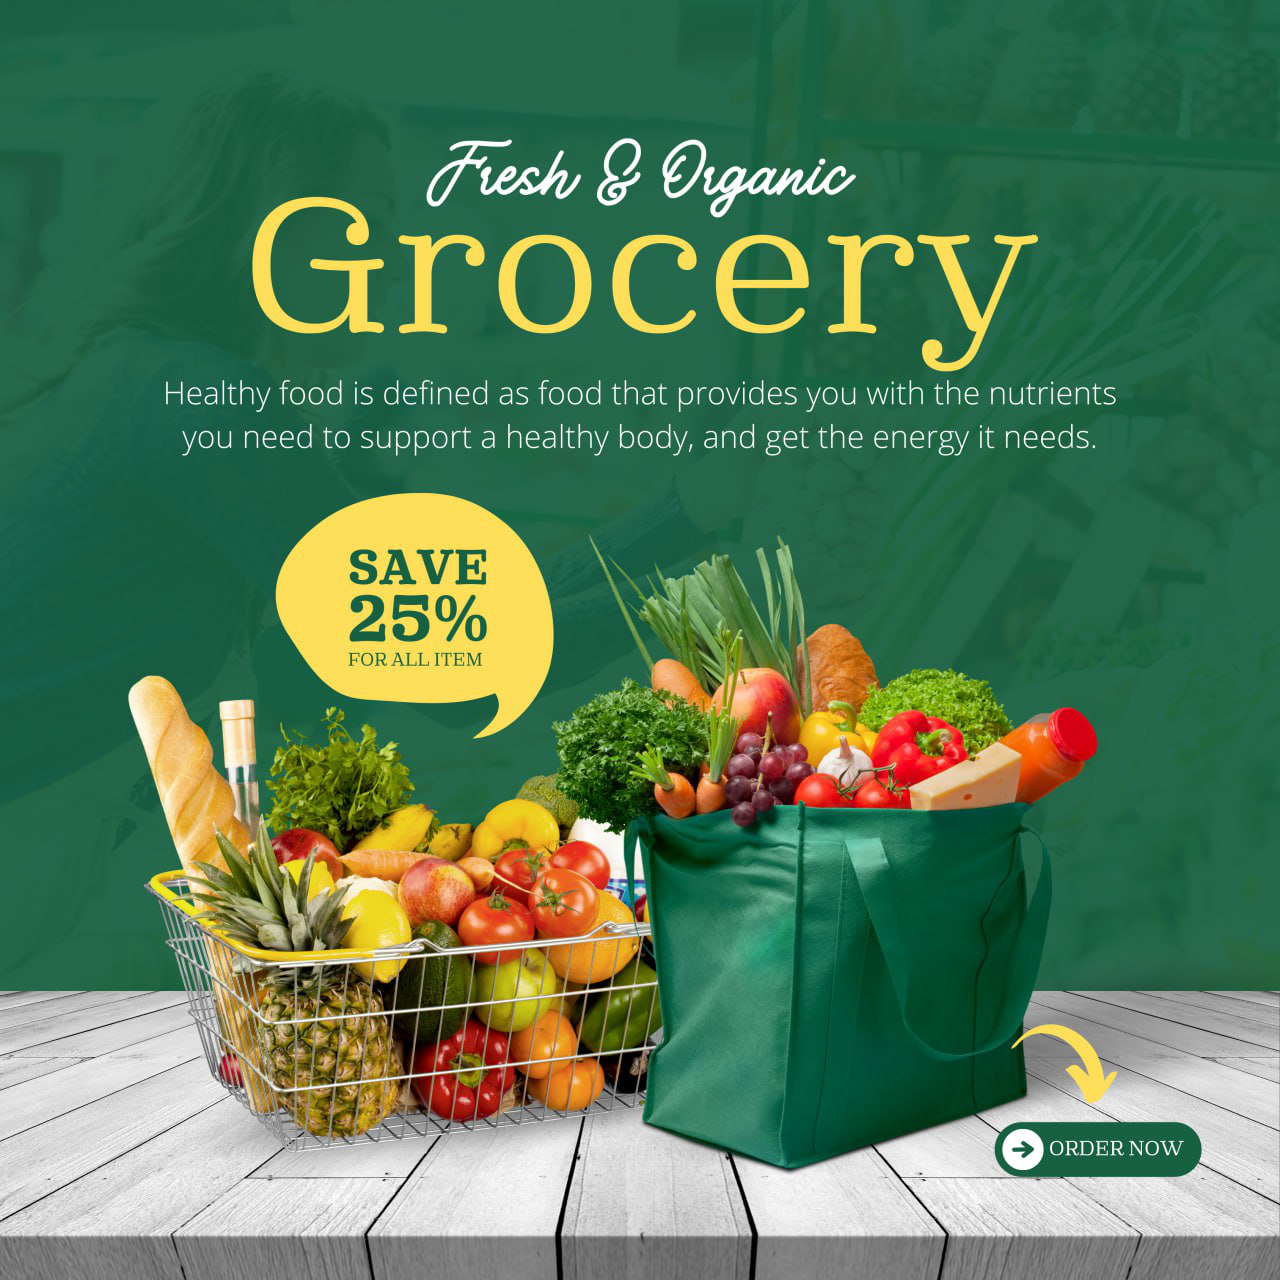 Fresh & Organic
Grocery
Healthy food is defined as food that provides you with the nutrients
you need to support a healthy body, and get the energy it needs.
SAVE
25%
FOR ALL ITEM
ORDER NOW